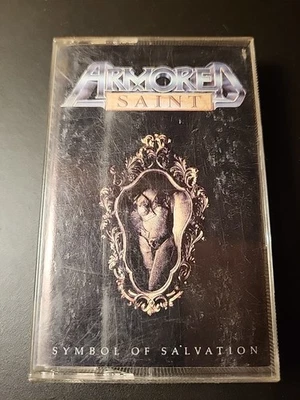 ARMORED
SAINT
SYMBOL OF SALVATION